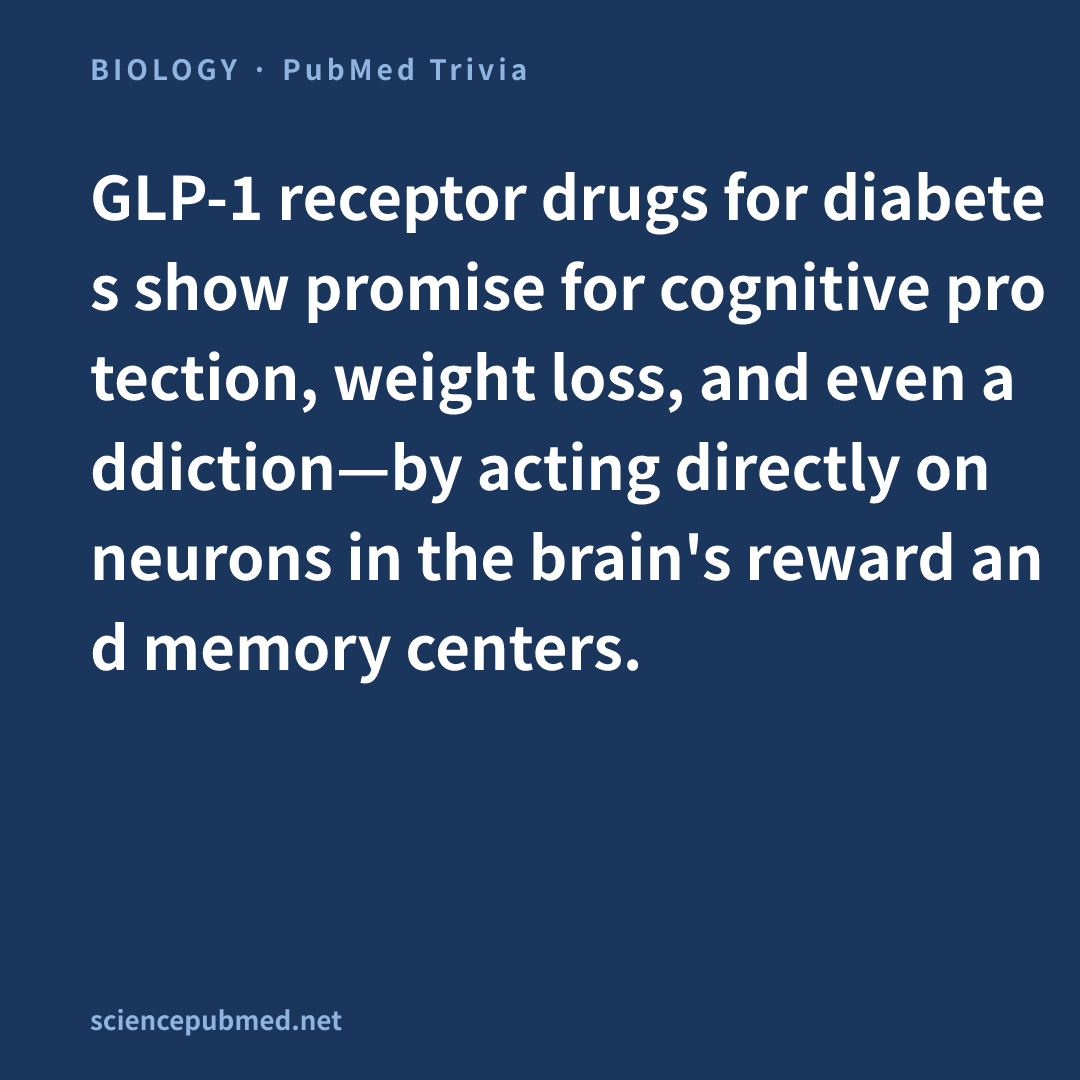 BIOLOGY · PubMed Trivia
GLP-1 receptor drugs for diabete
s show promise for cognitive pro
tection, weight loss, and even a
ddiction—by acting directly on
neurons in the brain's reward an
d memory centers.
sciencepubmed.net